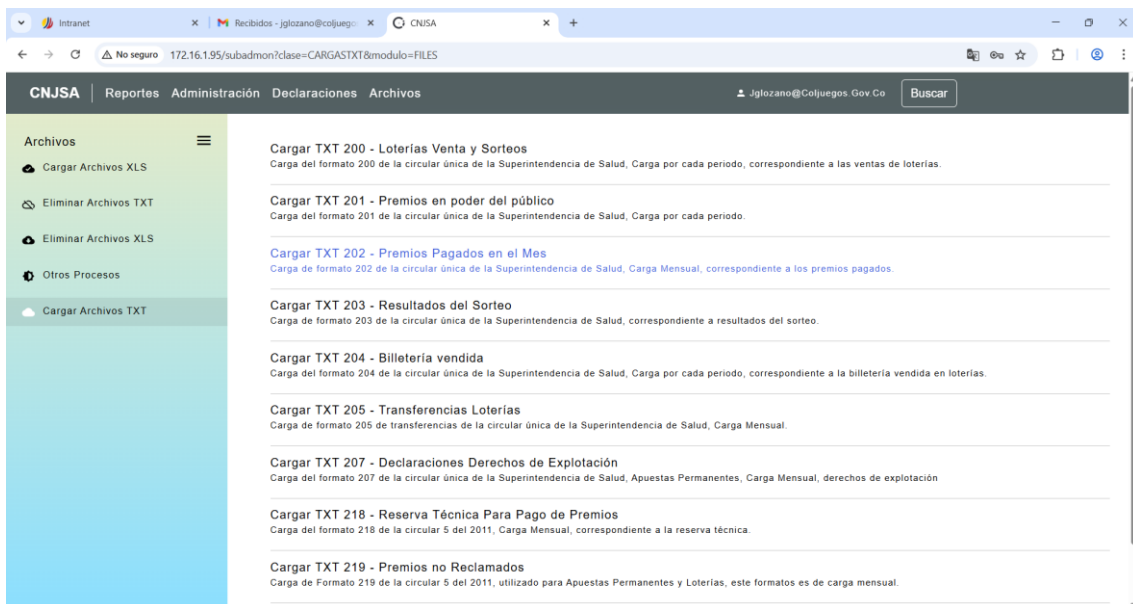 Intranet
Recibidos - jglozano@coljuego
CNJSA
No seguro 172.16.1.95/subadmon?clase=CARGASTXT&modulo=FILES
CNJSA Reportes Administración Declaraciones Archivos Jglozano@Coljuegos.Gov.Co Buscar
Archivos
Cargar Archivos XLS
Eliminar Archivos TXT
Eliminar Archivos XLS
Otros Procesos
Cargar Archivos TXT
Cargar TXT 200 - Loterías Venta y Sorteos
Carga del formato 200 de la circular única de la Superintendencia de Salud, Carga por cada periodo, correspondiente a las ventas de loterías.
Cargar TXT 201 - Premios en poder del público
Carga del formato 201 de la circular única de la Superintendencia de Salud, Carga por cada periodo.
Cargar TXT 202 - Premios Pagados en el Mes
Carga de formato 202 de la circular única de la Superintendencia de Salud, Carga Mensual, correspondiente a los premios pagados.
Cargar TXT 203 - Resultados del Sorteo
Carga de formato 203 de la circular única de la Superintendencia de Salud, correspondiente a resultados del sorteo.
Cargar TXT 204 - Billetería vendida
Carga del formato 204 de la circular única de la Superintendencia de Salud, Carga por cada periodo, correspondiente a la billetería vendida en loterías.
Cargar TXT 205 - Transferencias Loterías
Carga de formato 205 de transferencias de la circular única de la Superintendencia de Salud, Carga Mensual.
Cargar TXT 207 - Declaraciones Derechos de Explotación
Carga del formato 207 de la circular única de la Superintendencia de Salud, Apuestas Permanentes, Carga Mensual, derechos de explotación
Cargar TXT 218 - Reserva Técnica Para Pago de Premios
Carga del formato 218 de la circular 5 del 2011, Carga Mensual, correspondiente a la reserva técnica.
Cargar TXT 219 - Premios no Reclamados
Carga de Formato 219 de la circular 5 del 2011, utilizado para Apuestas Permanentes y Loterías, este formatos es de carga mensual.